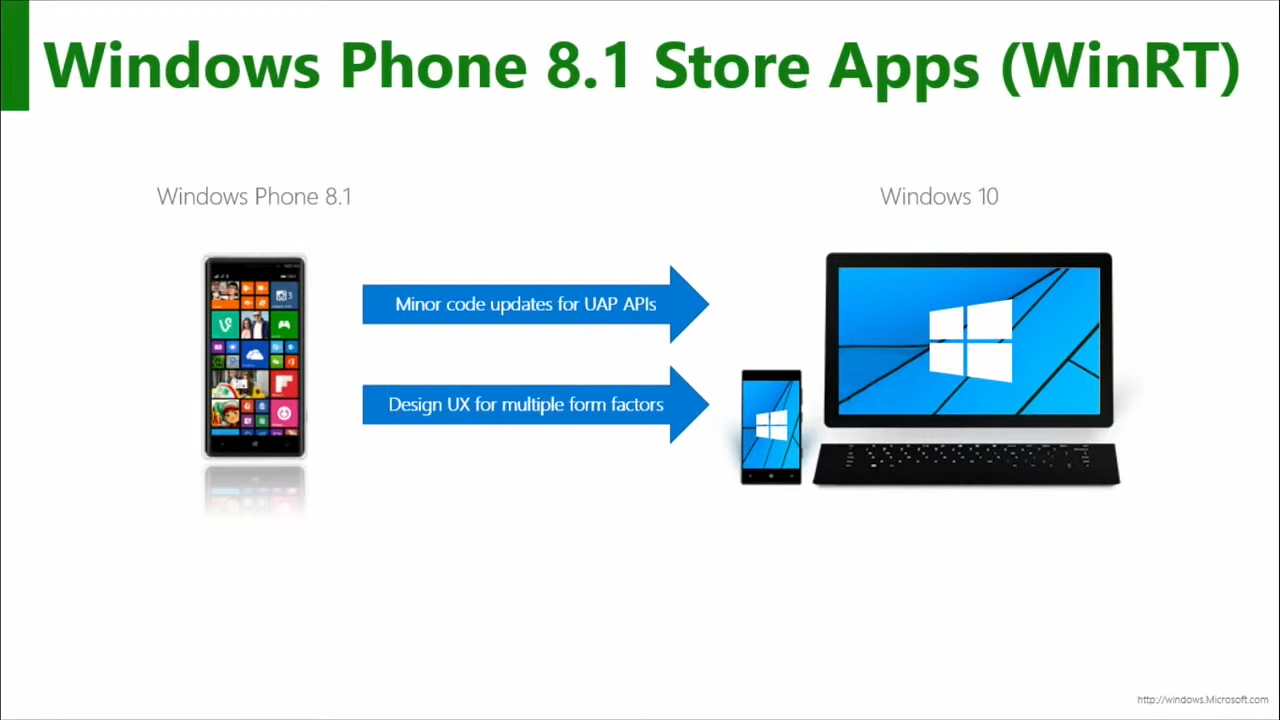 Windows Phone 8.1 Store Apps (WinRT)
Windows Phone 8.1
Windows 10
Minor code updates for UAP APIs
Design UX for multiple form factors
http://windows.Microsoft.com